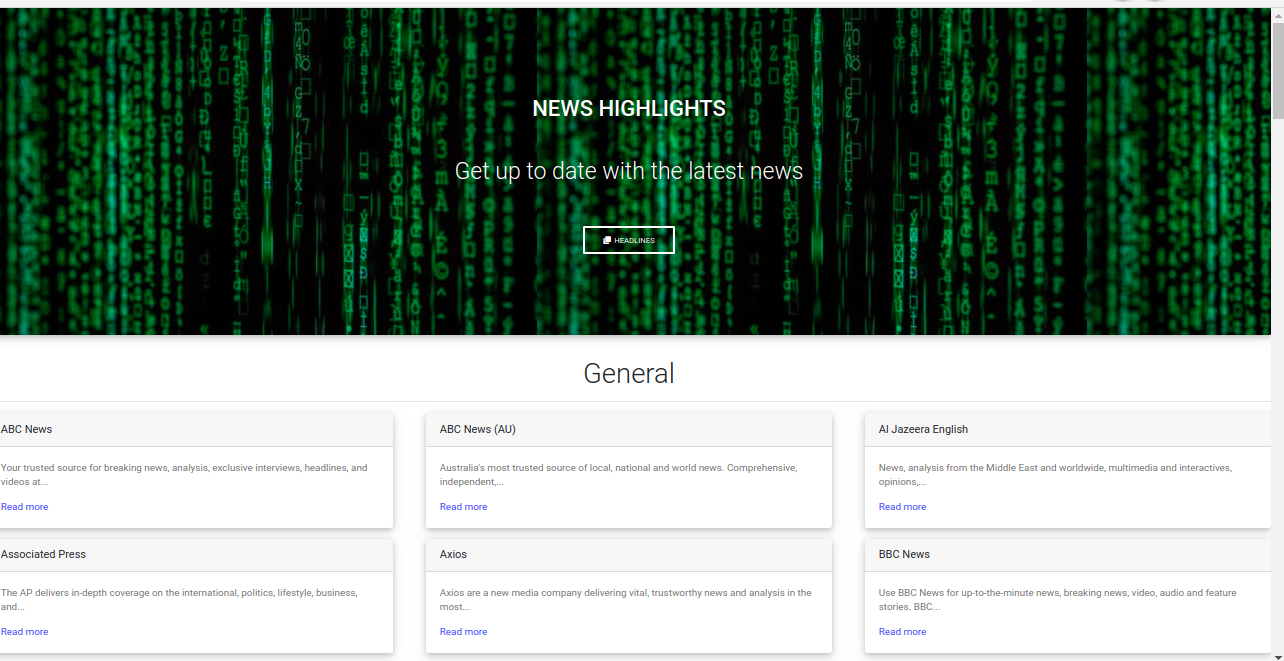 NEWS HIGHLIGHTS
Get up to date with the latest news
HEADLINES
General
ABC News
Your trusted source for breaking news, analysis, exclusive interviews, headlines, and
videos at...
Read more
ABC News (AU)
Australia's most trusted source of local, national and world news. Comprehensive,
independent,...
Read more
Al Jazeera English
News, analysis from the Middle East and worldwide, multimedia and interactives,
opinions,...
Read more
Associated Press
The AP delivers in-depth coverage on the international, politics, lifestyle, business,
and...
Read more
Axios
Axios are a new media company delivering vital, trustworthy news and analysis in the
most...
Read more
BBC News
Use BBC News for up-to-the-minute news, breaking news, video, audio and feature
stories. BBC...
Read more